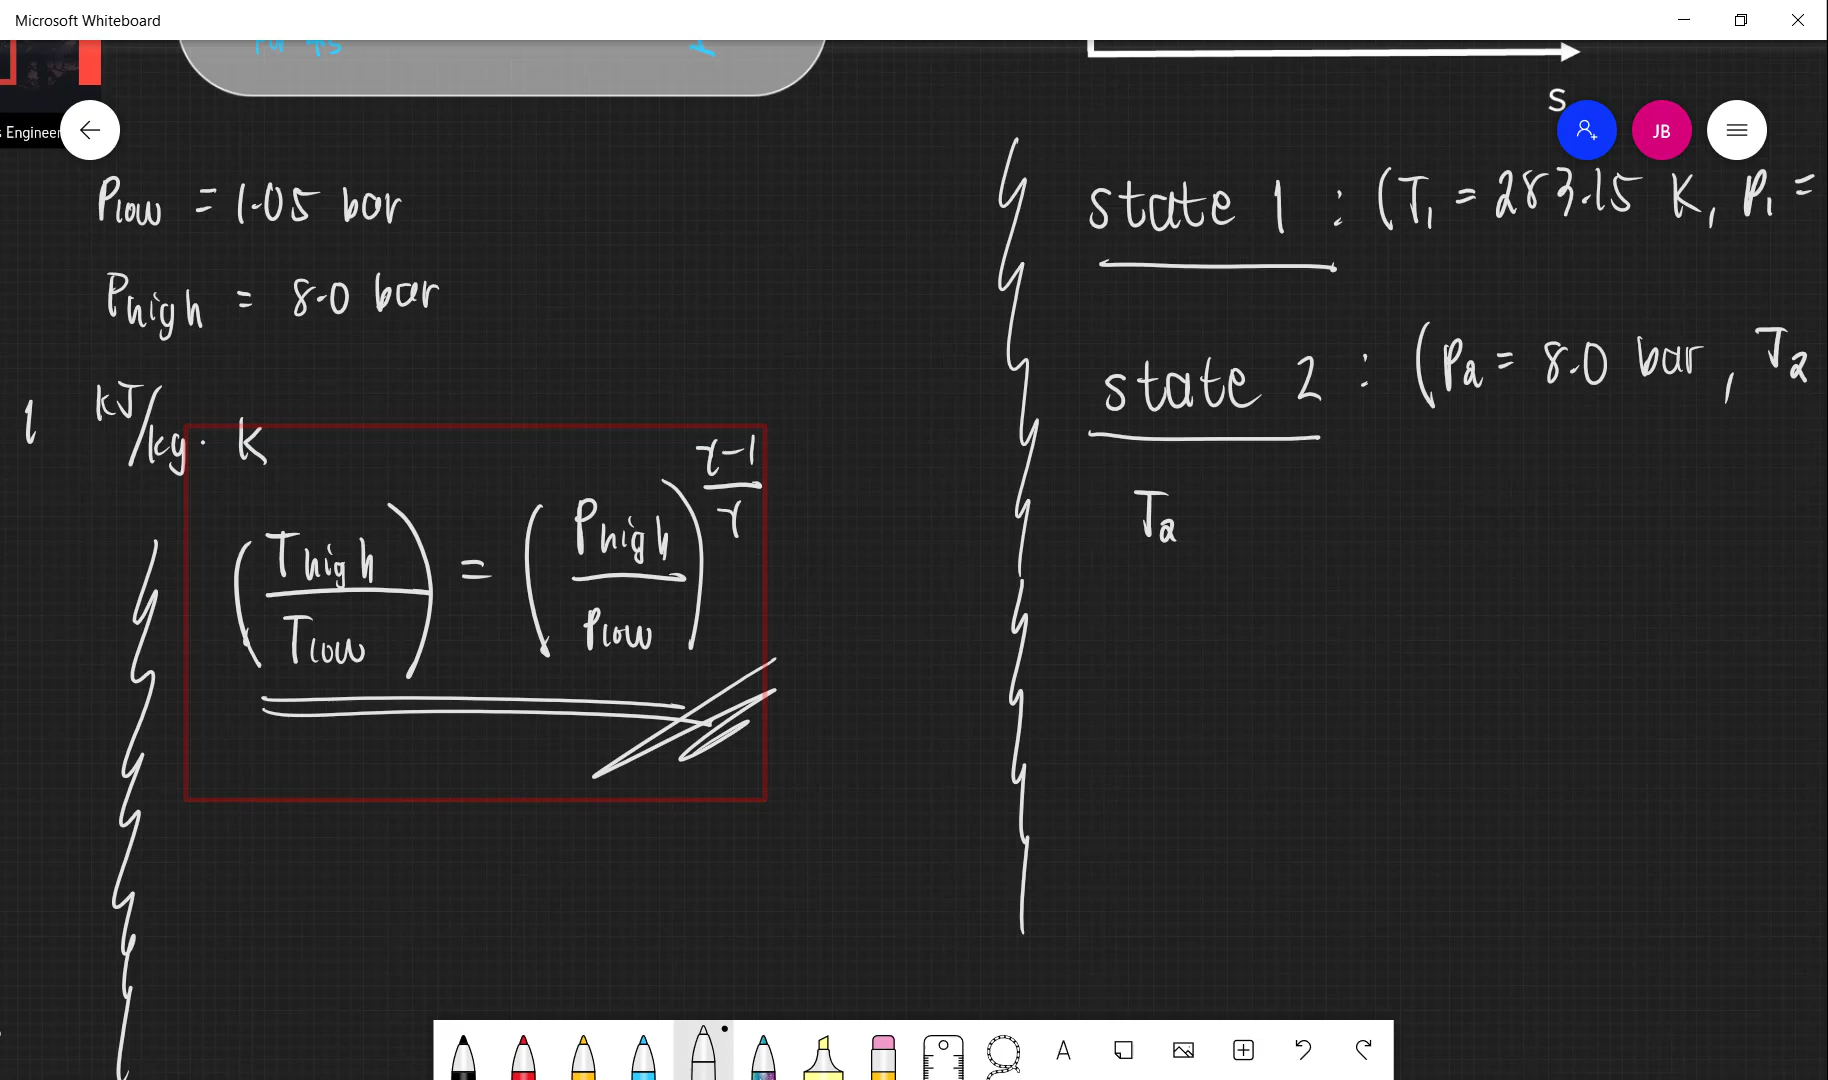 Microsoft Whiteboard
s Engineer
S
JB
Plow = 1.05 bar
Phigh = 8.0 bar
kJ/kg. K
(Thigh/Tlow) = (Phigh/Plow)^(γ-1)/γ
state 1 : (T1 = 283.15 K, P1 =
state 2 : (P2 = 8.0 bar, T2
T2